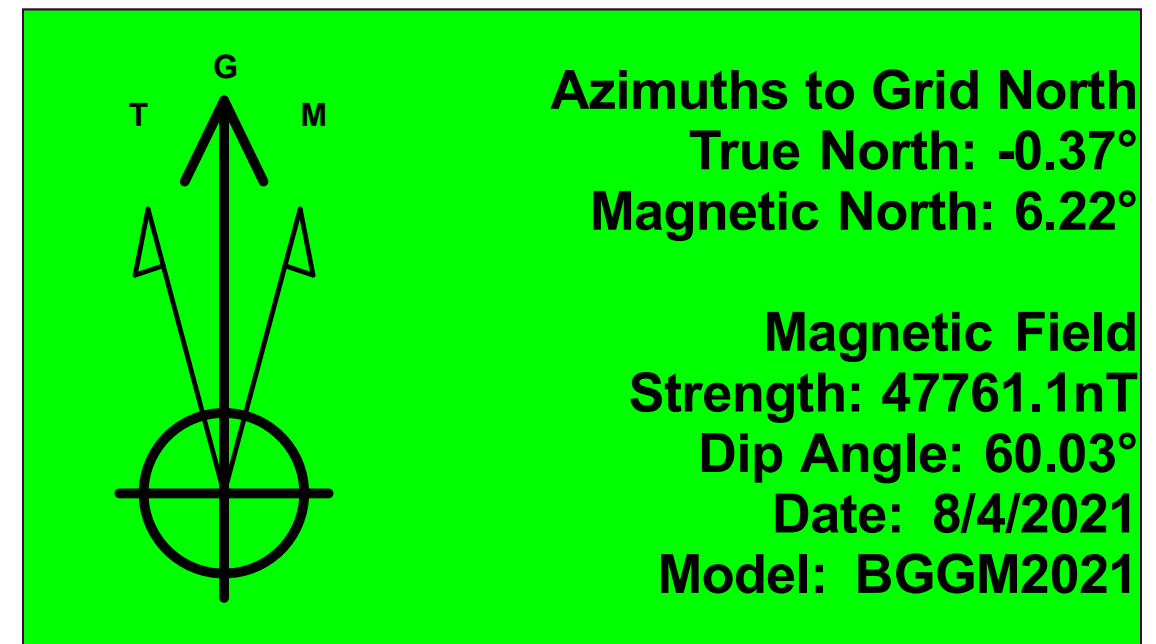 G
T
M
Azimuths to Grid North
True North: -0.37°
Magnetic North: 6.22°
Magnetic Field
Strength: 47761.1nT
Dip Angle: 60.03°
Date: 8/4/2021
Model: BGGM2021